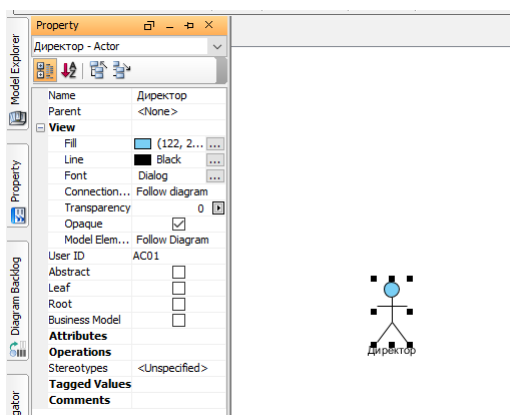 Property
Директор - Actor
Name Директор
Parent <None>
View
Fill (122, 2... ...
Line Black ...
Font Dialog ...
Connection... Follow diagram
Transparency 0
Opaque
Model Elem... Follow Diagram
User ID AC01
Abstract
Leaf
Root
Business Model
Attributes
Operations
Stereotypes <Unspecified>
Tagged Values
Comments
Model Explorer
Property
Diagram Backlog
Директор